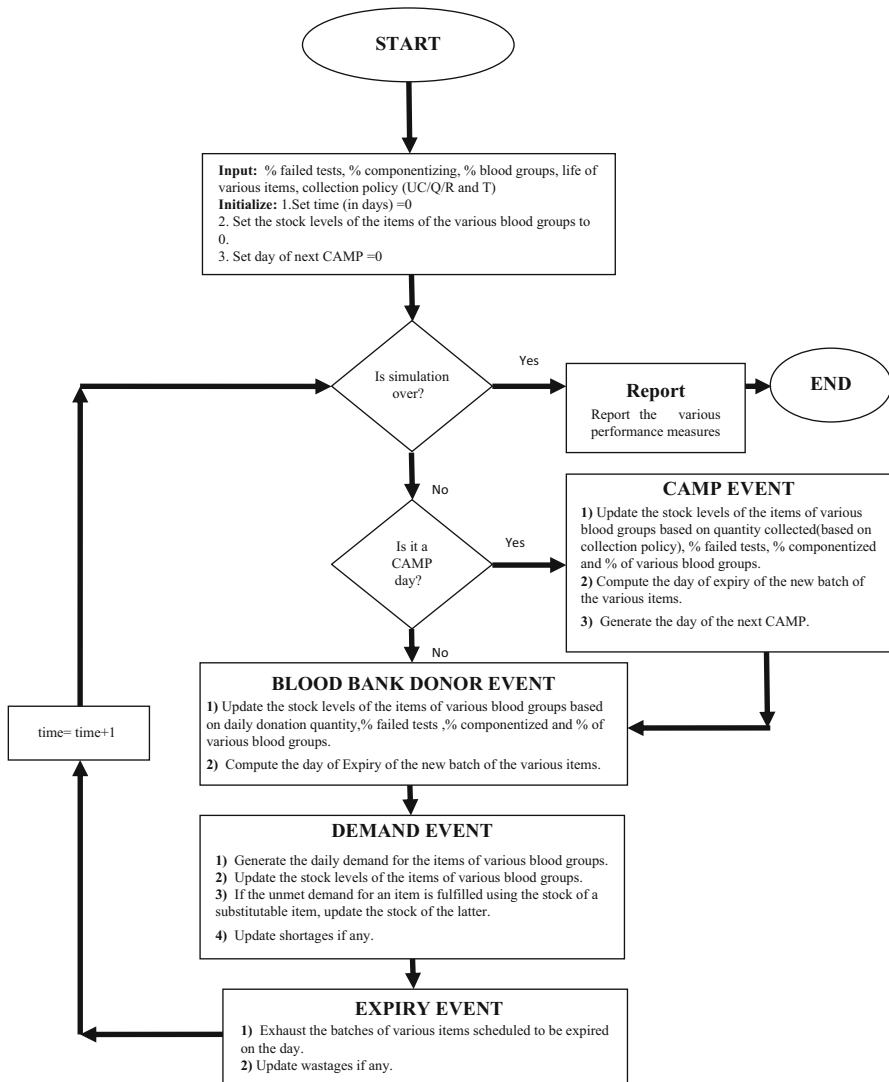 START
Input: % failed tests, % componentizing, % blood groups, life of
various items, collection policy (UC/Q/R and T)
Initialize: 1.Set time (in days) =0
2. Set the stock levels of the items of the various blood groups to
0.
3. Set day of next CAMP =0
Is simulation
over?
Yes
Report
Report the various
performance measures
END
No
Is it a
CAMP
day?
Yes
CAMP EVENT
1) Update the stock levels of the items of various
blood groups based on quantity collected(based on
collection policy), % failed tests, % componentized
and % of various blood groups.
2) Compute the day of expiry of the new batch of
the various items.
3) Generate the day of the next CAMP.
No
BLOOD BANK DONOR EVENT
1) Update the stock levels of the items of various blood groups based
on daily donation quantity,% failed tests ,% componentized and % of
various blood groups.
2) Compute the day of Expiry of the new batch of the various items.
time= time+1
DEMAND EVENT
1) Generate the daily demand for the items of various blood groups.
2) Update the stock levels of the items of various blood groups.
3) If the unmet demand for an item is fulfilled using the stock of a
substitutable item, update the stock of the latter.
4) Update shortages if any.
EXPIRY EVENT
1) Exhaust the batches of various items scheduled to be expired
on the day.
2) Update wastages if any.